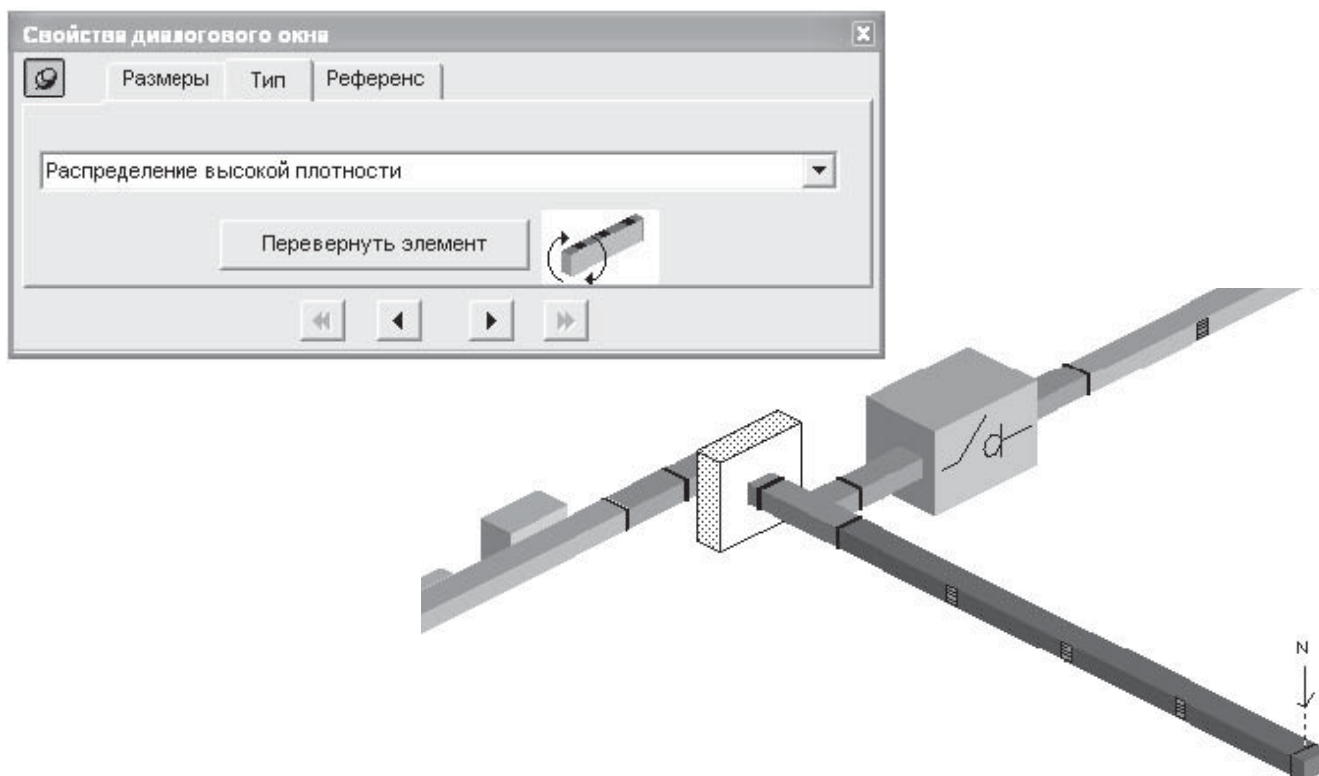 Свойства диалогового окна
Размеры Тип Референс
Распределение высокой плотности
Перевернуть элемент
d
N